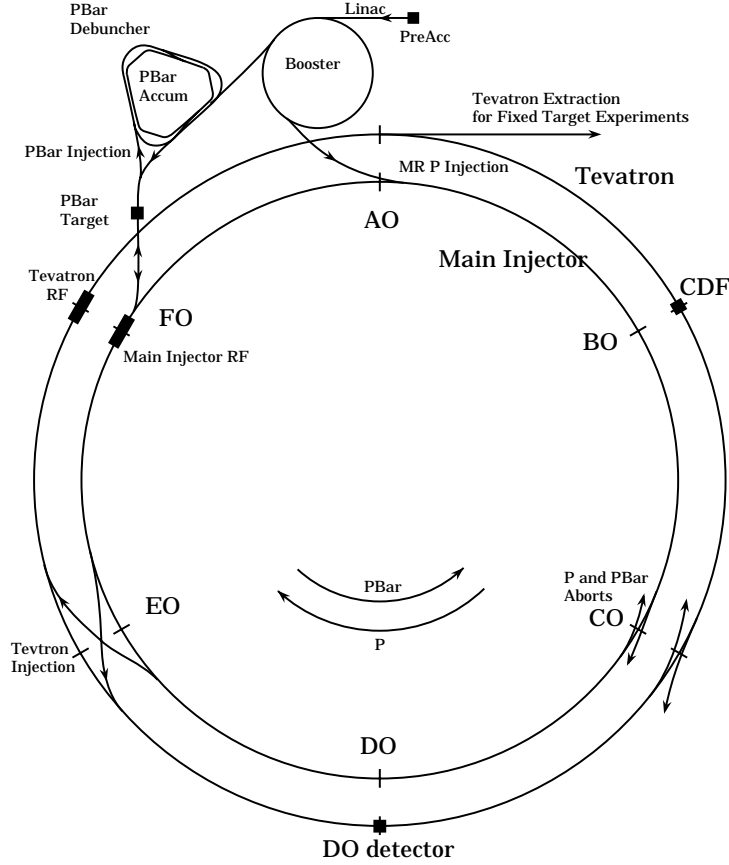 PBar
Debuncher
Linac
PreAcc
Booster
PBar
Accum
Tevatron Extraction
for Fixed Target Experiments
PBar Injection
MR P Injection
Tevatron
PBar
Target
AO
Main Injector
Tevatron
RF
CDF
FO
BO
Main Injector RF
P and PBar
Aborts
PBar
EO
CO
P
Tevtron
Injection
DO
DO detector